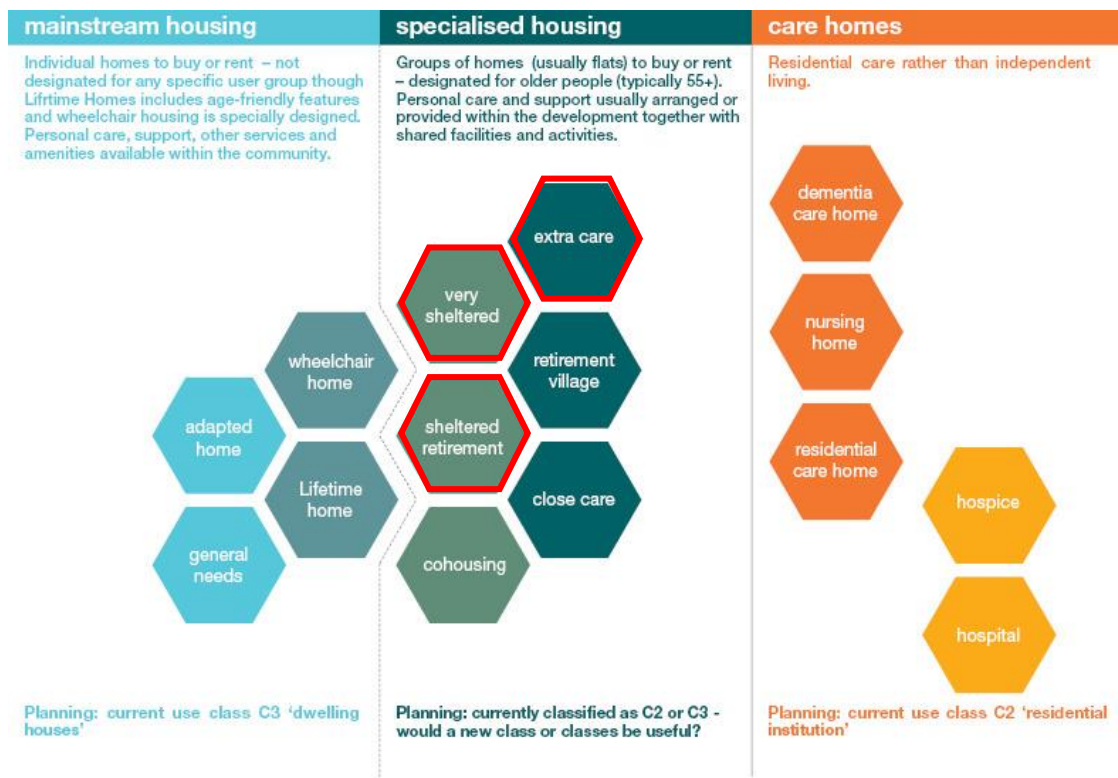 mainstream housing
Individual homes to buy or rent – not
designated for any specific user group though
Lifrtime Homes includes age-friendly features
and wheelchair housing is specially designed.
Personal care, support, other services and
amenities available within the community.
adapted
home
general
needs
wheelchair
home
Lifetime
home
Planning: current use class C3 ‘dwelling
houses’
specialised housing
Groups of homes (usually flats) to buy or rent
– designated for older people (typically 55+).
Personal care and support usually arranged or
provided within the development together with
shared facilities and activities.
extra care
very
sheltered
retirement
village
sheltered
retirement
close care
cohousing
Planning: currently classified as C2 or C3 -
would a new class or classes be useful?
care homes
Residential care rather than independent
living.
dementia
care home
nursing
home
residential
care home
hospice
hospital
Planning: current use class C2 ‘residential
institution’